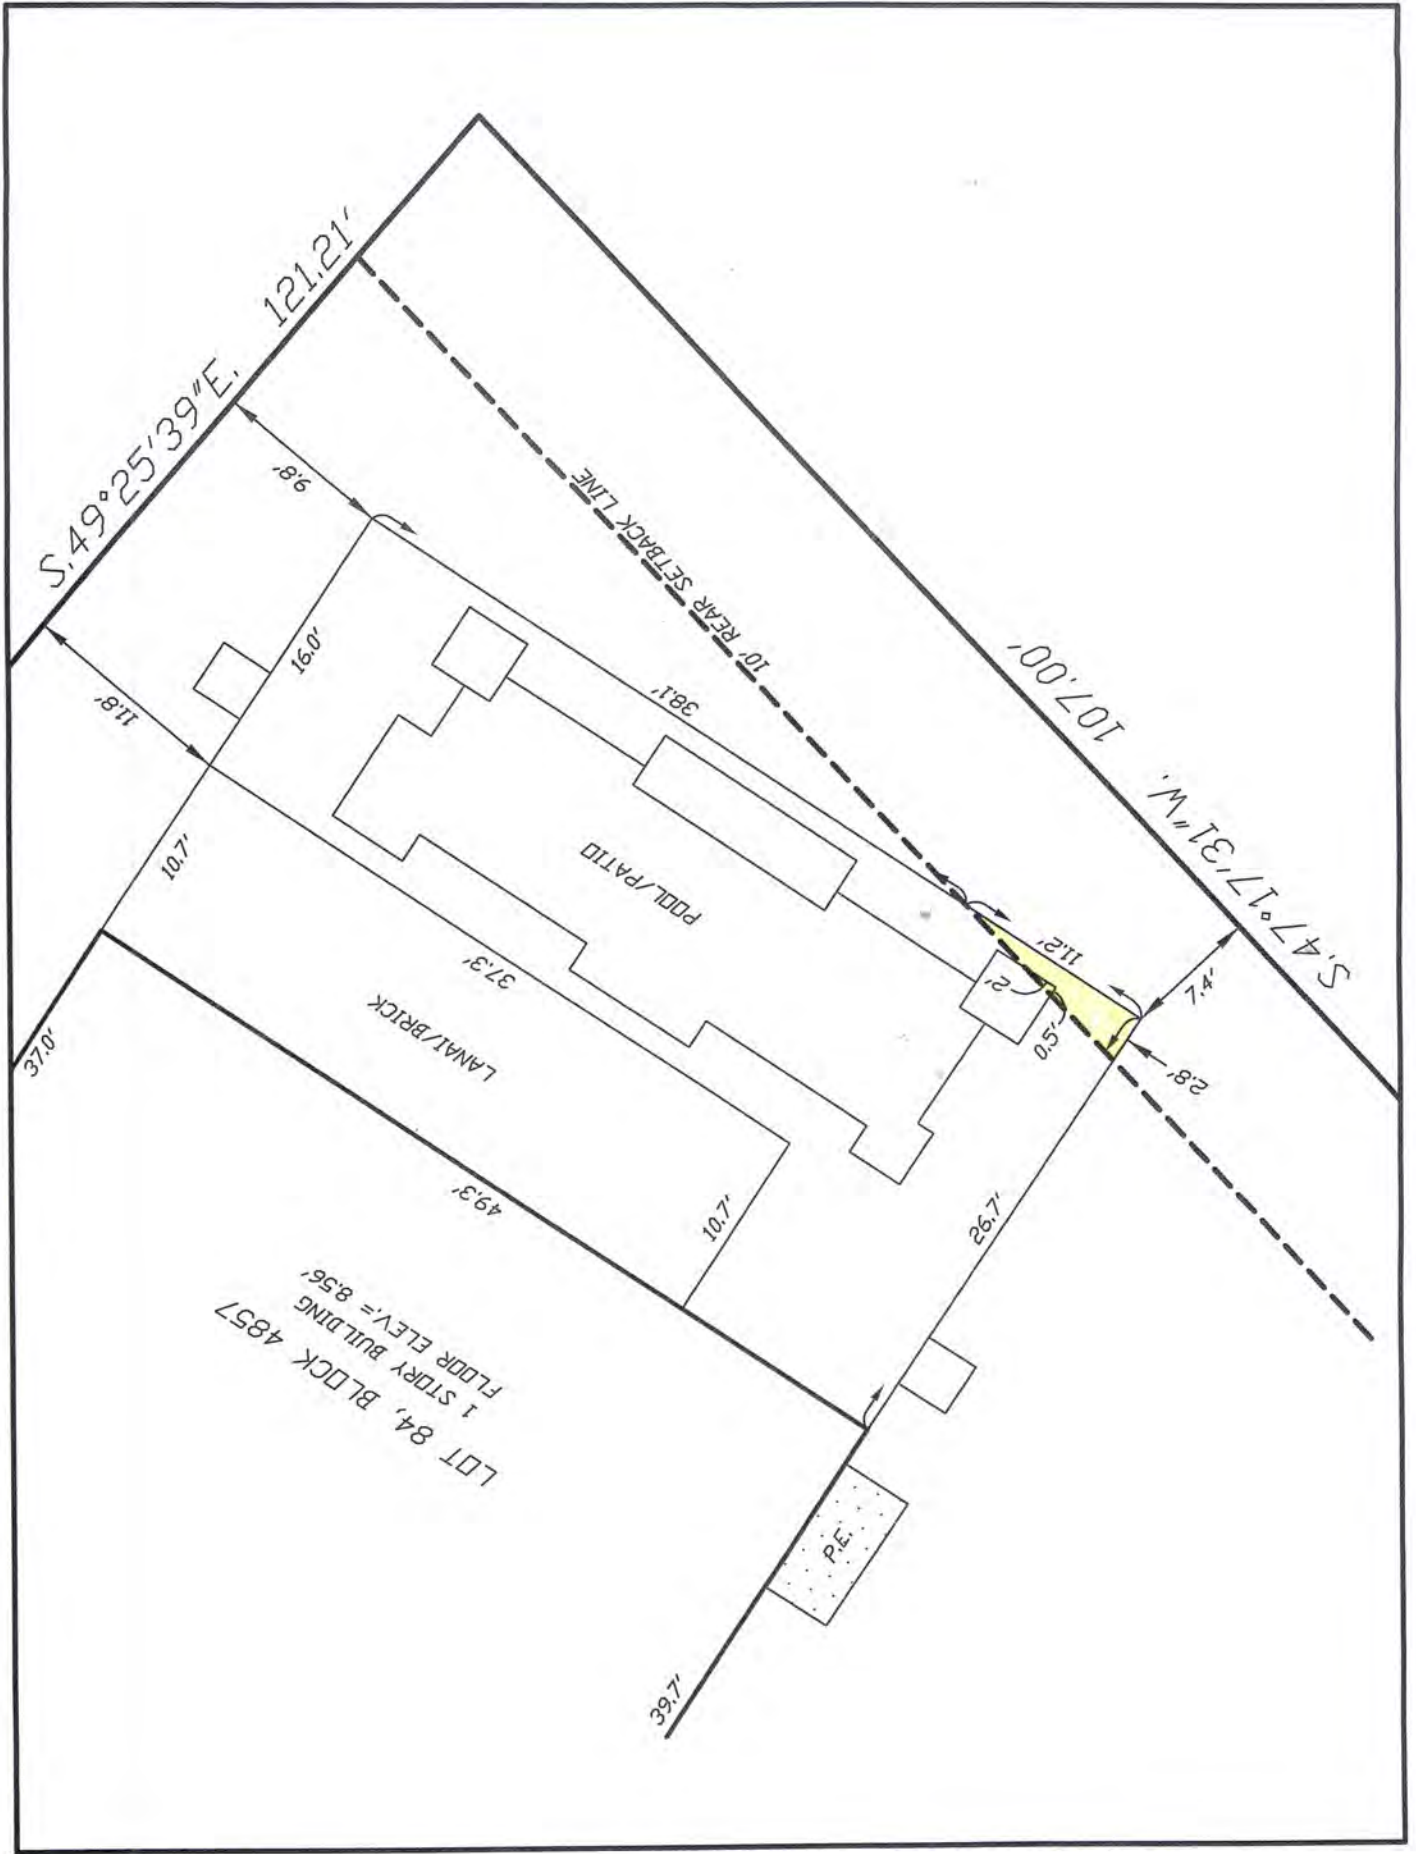 S.49°25'39"E. 121.21'
9.8'
11.8'
16.0'
10.7'
37.0'
10' REAR SETBACK LINE
38.1'
POOL/PATIO
37.3'
LANAI/BRICK
49.3'
10.7'
S.47°17'31"W. 107.00'
11.2'
2'
0.5'
7.4'
2.8'
26.7'
LOT 84, BLOCK 4857
1 STORY BUILDING
FLOOR ELEV.= 8.56'
P.E.
39.7'